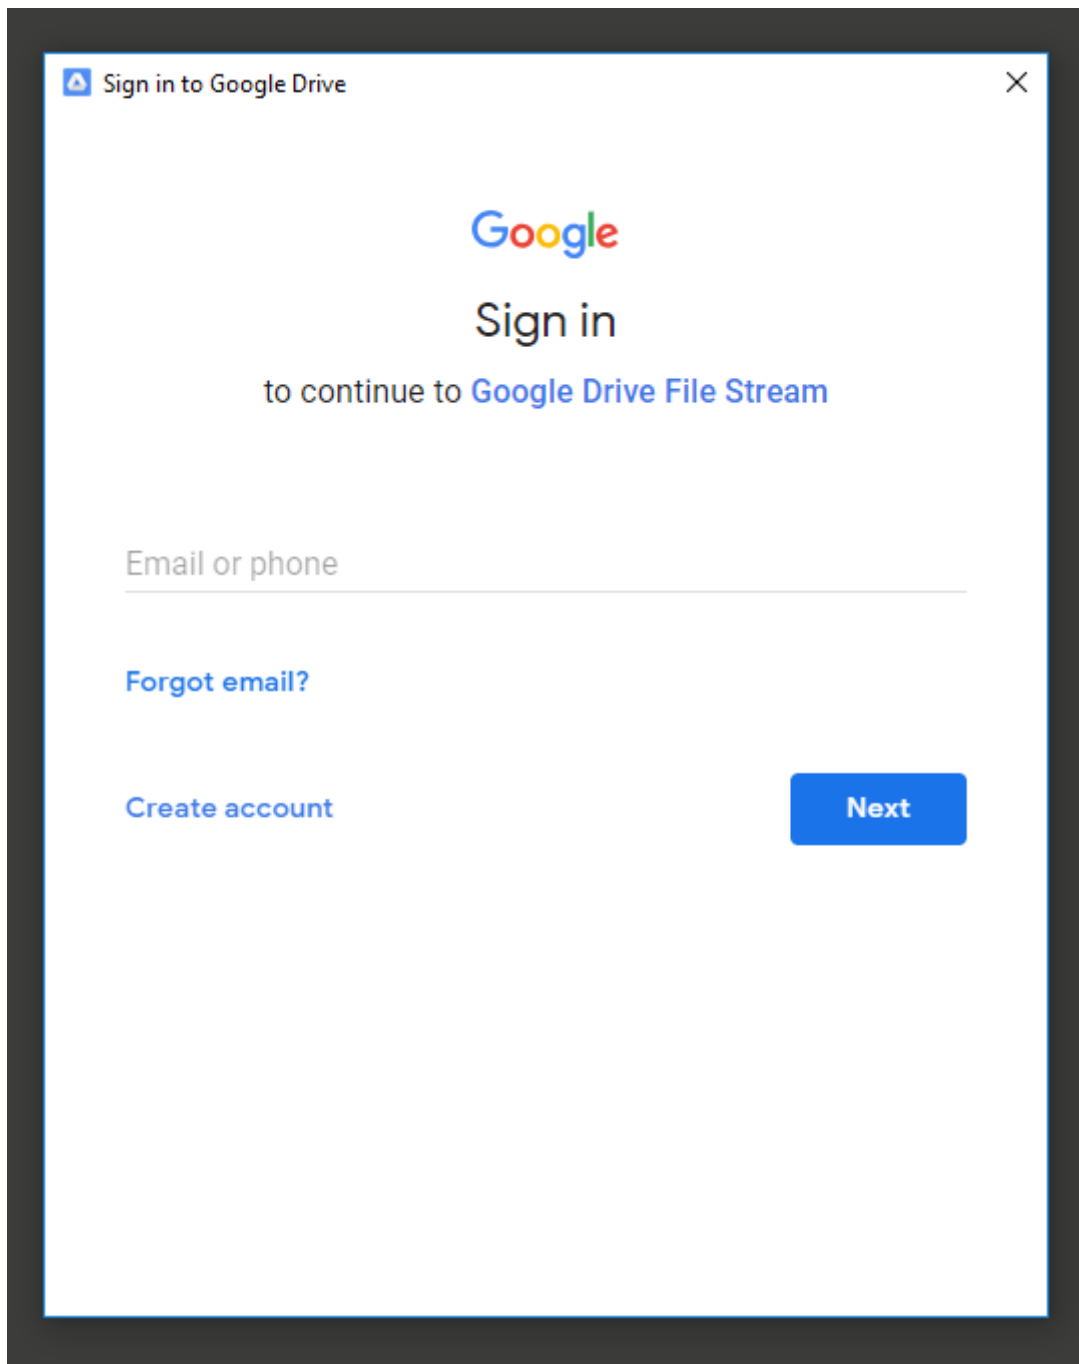 Sign in to Google Drive
Google
Sign in
to continue to Google Drive File Stream
Email or phone
Forgot email?
Create account
Next